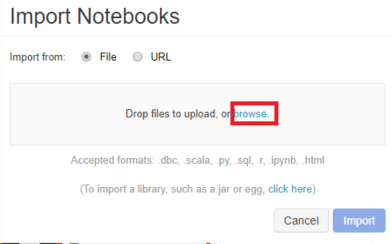 Import Notebooks
Import from: File URL
Drop files to upload, or browse.
Accepted formats: .dbc, .scala, .py, .sql, .r, .ipynb, .html
(To import a library, such as a jar or egg, click here)
Cancel Import